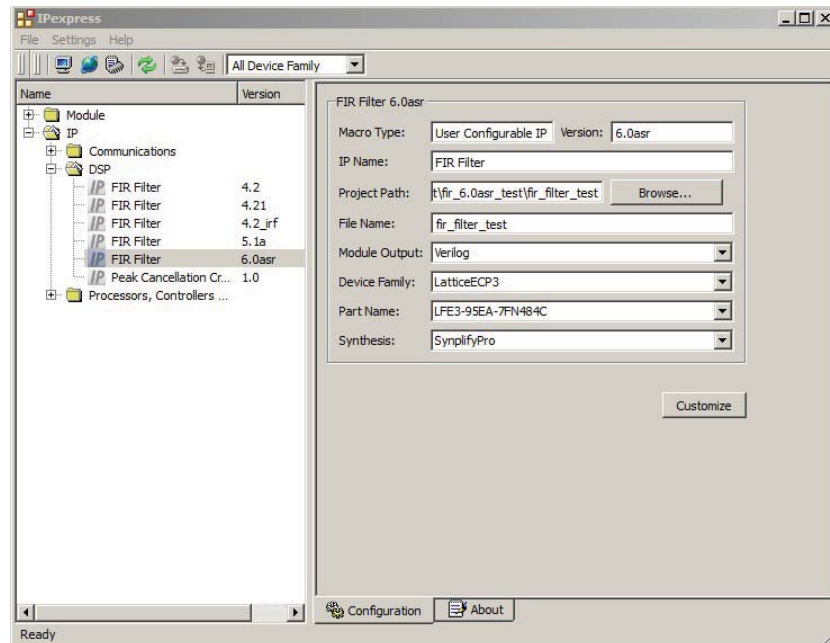 IPexpress
File Settings Help
All Device Family
Name Version
Module
IP
Communications
DSP
FIR Filter 4.2
FIR Filter 4.21
FIR Filter 4.2_irf
FIR Filter 5.1a
FIR Filter 6.0asr
Peak Cancellation Cr... 1.0
Processors, Controllers ...
FIR Filter 6.0asr
Macro Type: User Configurable IP Version: 6.0asr
IP Name: FIR Filter
Project Path: t\fir_6.0asr_test\fir_filter_test Browse...
File Name: fir_filter_test
Module Output: Verilog
Device Family: LatticeECP3
Part Name: LFE3-95EA-7FN484C
Synthesis: SynplifyPro
Customize
Configuration About
Ready